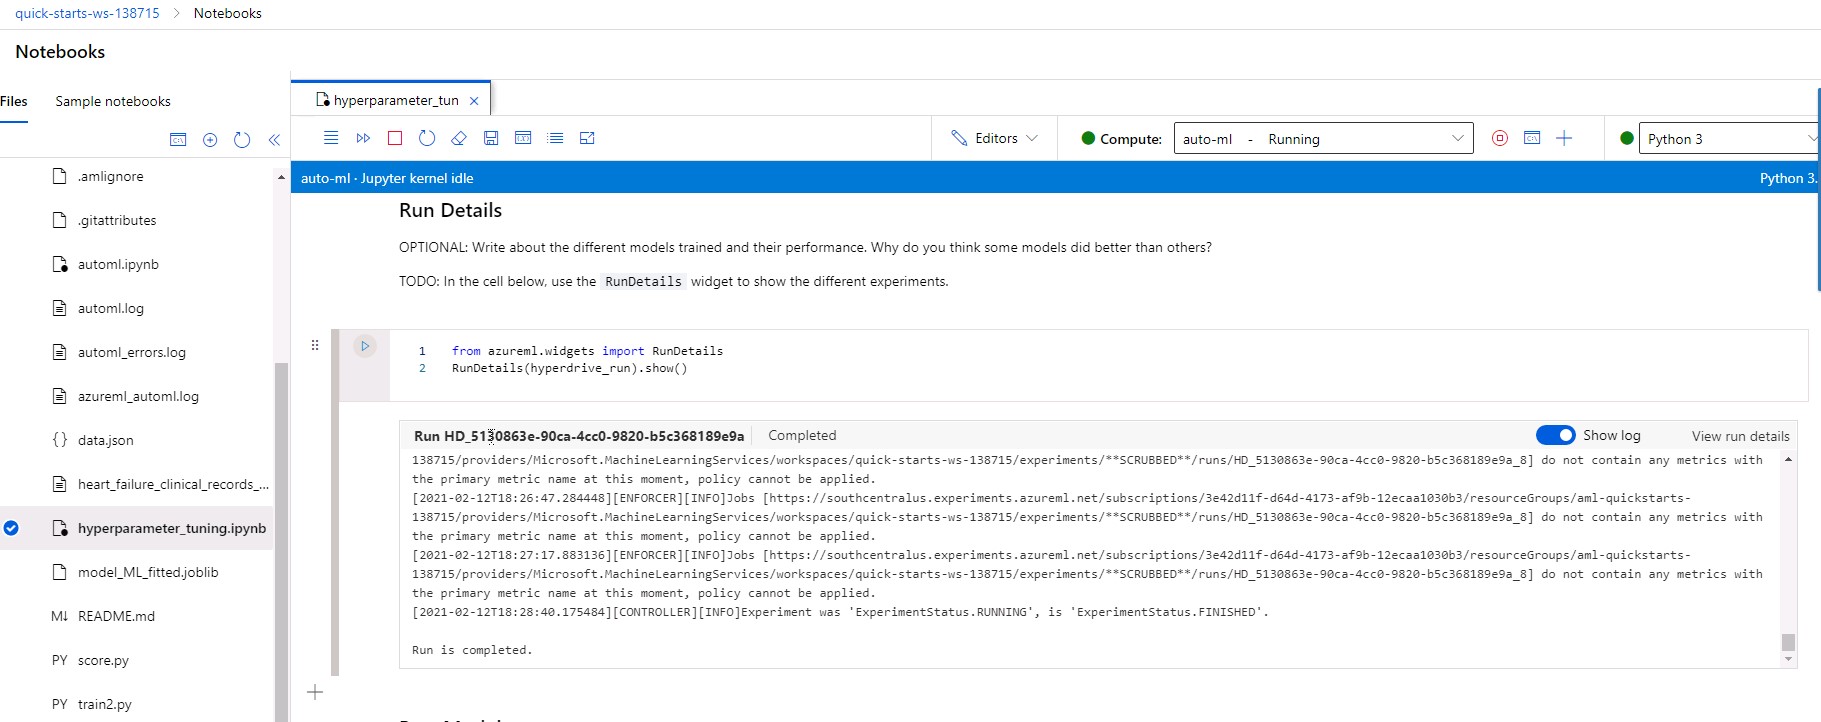 quick-starts-ws-138715 > Notebooks
Notebooks
Files
Sample notebooks
.amlignore
.gitattributes
automl.ipynb
automl.log
automl_errors.log
azureml_automl.log
{} data.json
heart_failure_clinical_records_...
hyperparameter_tuning.ipynb
model_ML_fitted.joblib
M↓ README.md
PY score.py
PY train2.py
hyperparameter_tun ×
Editors
Compute:
auto-ml - Running
Python 3
auto-ml · Jupyter kernel idle
Python 3.
Run Details
OPTIONAL: Write about the different models trained and their performance. Why do you think some models did better than others?
TODO: In the cell below, use the RunDetails widget to show the different experiments.
1 from azureml.widgets import RunDetails
2 RunDetails(hyperdrive_run).show()
Run HD_5130863e-90ca-4cc0-9820-b5c368189e9a
Completed
Show log
View run details
138715/providers/Microsoft.MachineLearningServices/workspaces/quick-starts-ws-138715/experiments/**SCRUBBED**/runs/HD_5130863e-90ca-4cc0-9820-b5c368189e9a_8] do not contain any metrics with
the primary metric name at this moment, policy cannot be applied.
[2021-02-12T18:26:47.284448][ENFORCER][INFO]Jobs [https://southcentralus.experiments.azureml.net/subscriptions/3e42d11f-d64d-4173-af9b-12ecaa1030b3/resourceGroups/aml-quickstarts-
138715/providers/Microsoft.MachineLearningServices/workspaces/quick-starts-ws-138715/experiments/**SCRUBBED**/runs/HD_5130863e-90ca-4cc0-9820-b5c368189e9a_8] do not contain any metrics with
the primary metric name at this moment, policy cannot be applied.
[2021-02-12T18:27:17.883136][ENFORCER][INFO]Jobs [https://southcentralus.experiments.azureml.net/subscriptions/3e42d11f-d64d-4173-af9b-12ecaa1030b3/resourceGroups/aml-quickstarts-
138715/providers/Microsoft.MachineLearningServices/workspaces/quick-starts-ws-138715/experiments/**SCRUBBED**/runs/HD_5130863e-90ca-4cc0-9820-b5c368189e9a_8] do not contain any metrics with
the primary metric name at this moment, policy cannot be applied.
[2021-02-12T18:28:40.175484][CONTROLLER][INFO]Experiment was 'ExperimentStatus.RUNNING', is 'ExperimentStatus.FINISHED'.
Run is completed.